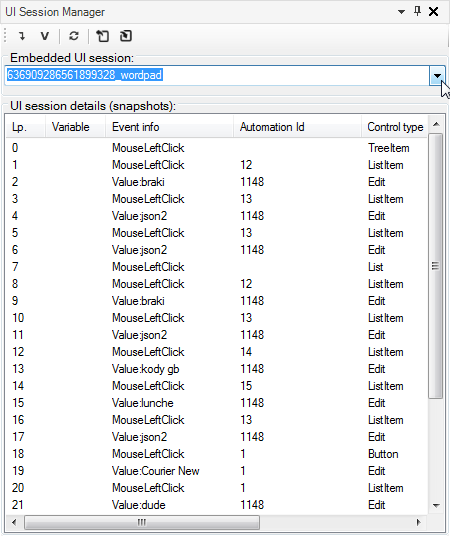 UI Session Manager
V
Embedded UI session:
636909286561899328_wordpad
UI session details (snapshots):
Lp. Variable Event info Automation Id Control type
0 MouseLeftClick TreeItem
1 MouseLeftClick 12 ListItem
2 Value:braki 1148 Edit
3 MouseLeftClick 13 ListItem
4 Value:json2 1148 Edit
5 MouseLeftClick 13 ListItem
6 Value:json2 1148 Edit
7 MouseLeftClick List
8 MouseLeftClick 12 ListItem
9 Value:braki 1148 Edit
10 MouseLeftClick 13 ListItem
11 Value:json2 1148 Edit
12 MouseLeftClick 14 ListItem
13 Value:kody gb 1148 Edit
14 MouseLeftClick 15 ListItem
15 Value:lunche 1148 Edit
16 MouseLeftClick 13 ListItem
17 Value:json2 1148 Edit
18 MouseLeftClick 1 Button
19 Value:Courier New 1 Edit
20 MouseLeftClick 1 ListItem
21 Value:dude 1148 Edit